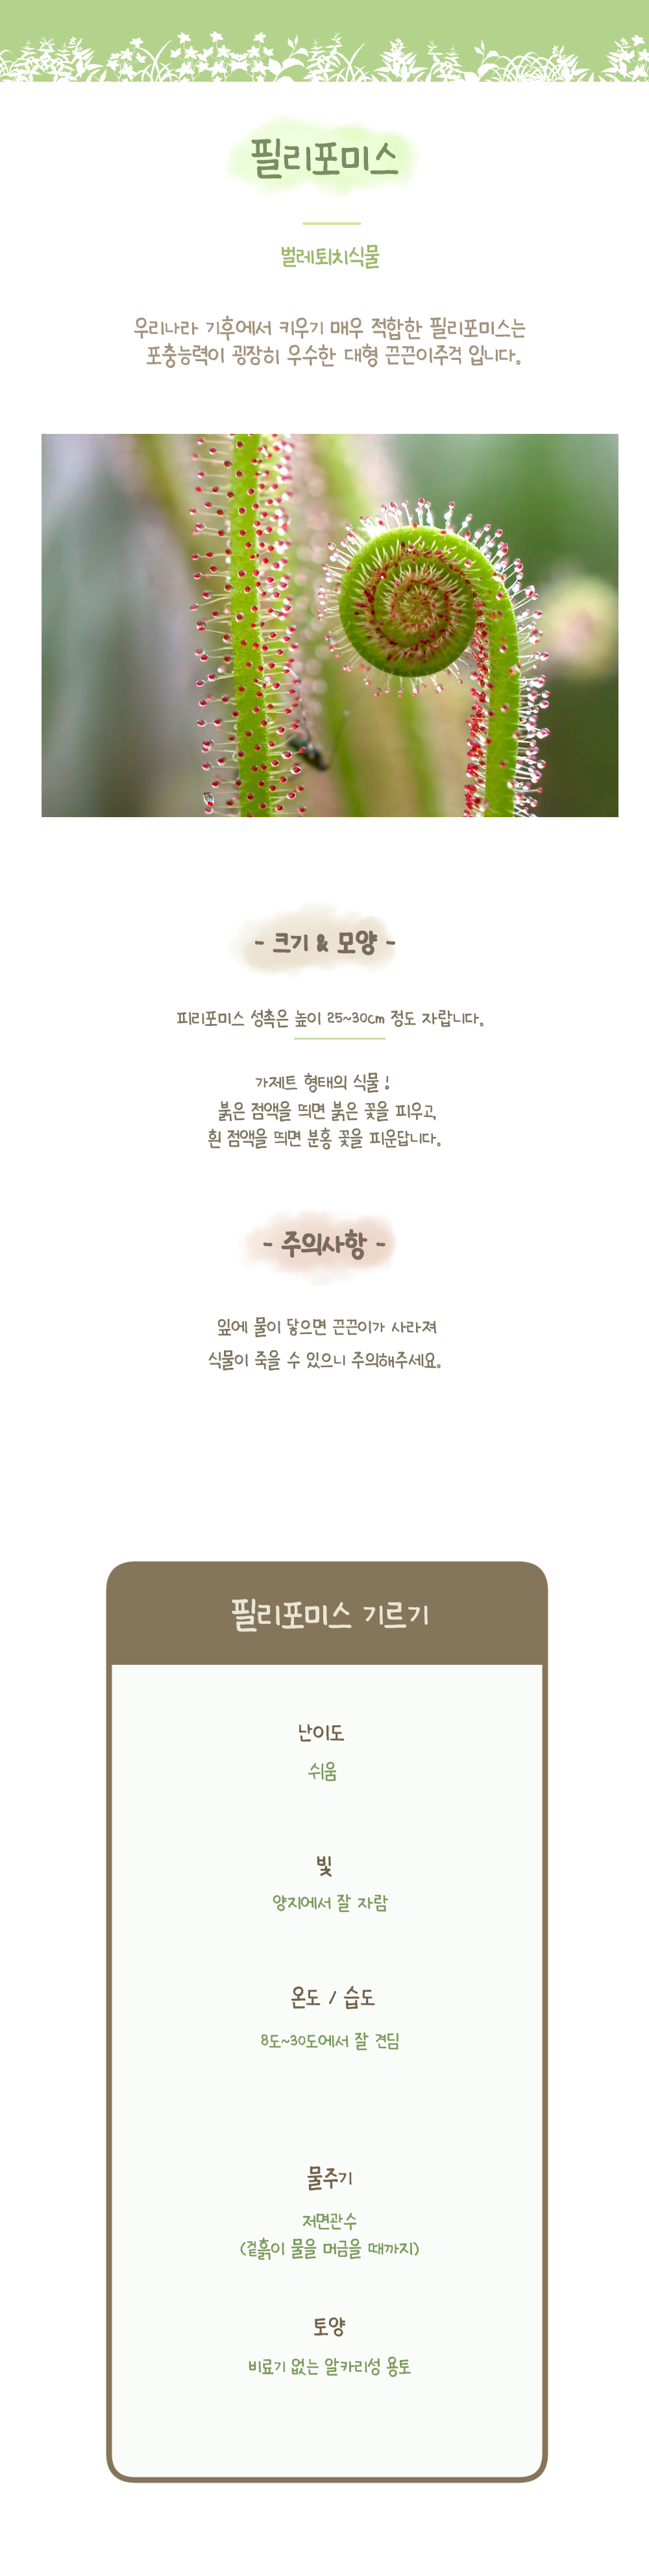 필리포미스
벌레퇴치식물
우리나라 기후에서 키우기 매우 적합한 필리포미스는
포충능력이 굉장히 우수한 대형 끈끈이주걱 입니다.
- 크기 & 모양 -
피리포미스 성촉은 높이 25~30cm 정도 자랍니다.
가제트 형태의 식물 !
붉은 점액을 띄면 붉은 꽃을 피우고,
흰 점액을 띄면 분홍 꽃을 피운답니다.
- 주의사항 -
잎에 물이 닿으면 끈끈이가 사라져
식물이 죽을 수 있으니 주의해주세요.
필리포미스 기르기
난이도
쉬움
빛
양지에서 잘 자람
온도 / 습도
8도~30도에서 잘 견딤
물주기
저면관수
(겉흙이 물을 머금을 때까지)
토양
비료기 없는 알카리성 용토